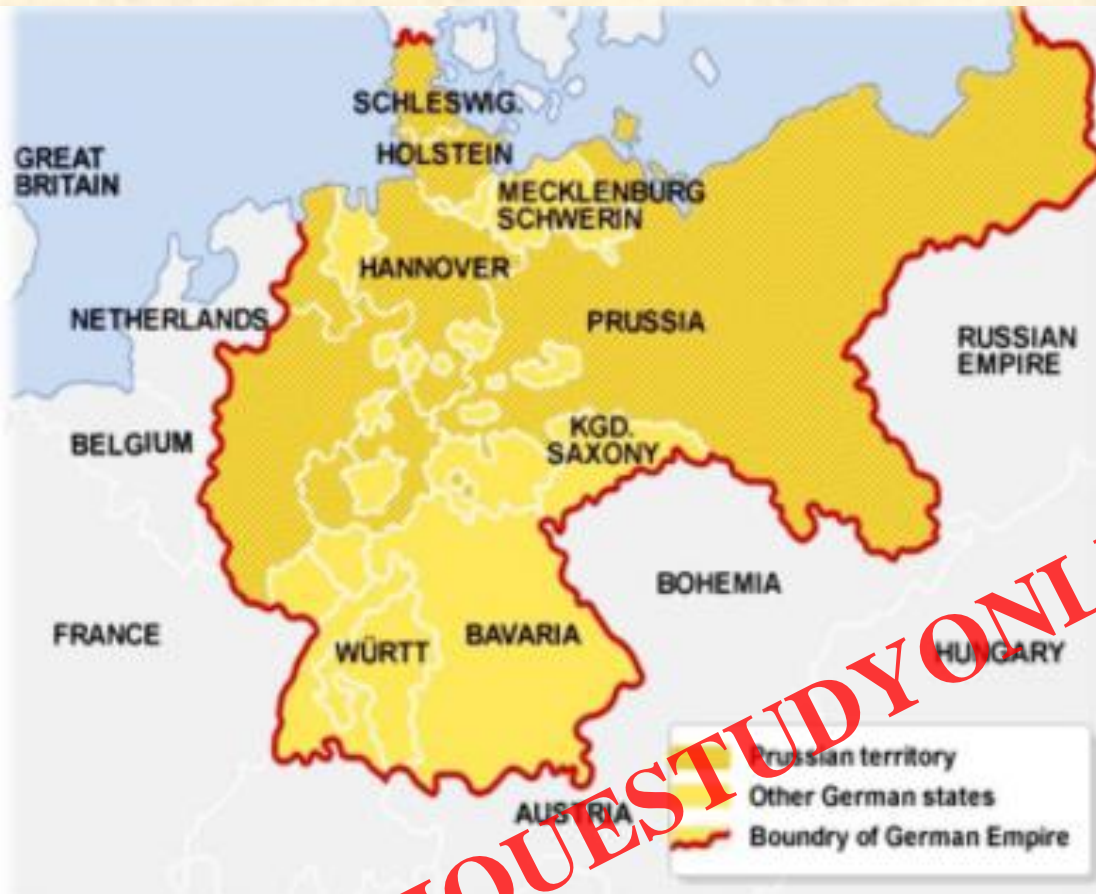 SCHLESWIG.
HOLSTEIN
GREAT
BRITAIN
MECKLENBURG
SCHWERIN
HANNOVER
NETHERLANDS
PRUSSIA
RUSSIAN
EMPIRE
BELGIUM
KGD.
SAXONY
BOHEMIA
FRANCE
WÜRTT
BAVARIA
HUNGARY
AUSTRIA
Prussian territory
Other German states
Boundry of German Empire